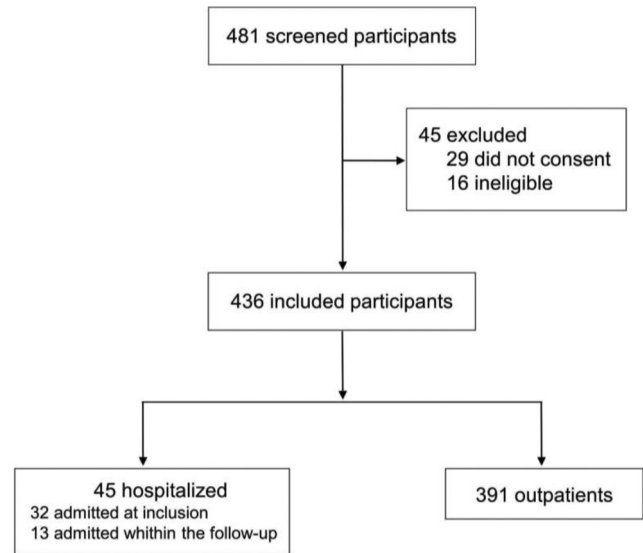 481 screened participants
45 excluded
29 did not consent
16 ineligible
436 included participants
45 hospitalized
32 admitted at inclusion
13 admitted whithin the follow-up
391 outpatients